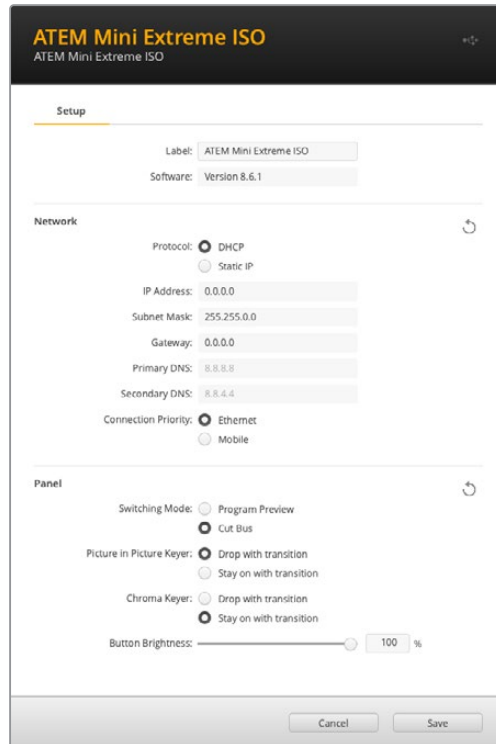 ATEM Mini Extreme ISO
ATEM Mini Extreme ISO
Setup
Label: ATEM Mini Extreme ISO
Software: Version 8.6.1
Network
Protocol: DHCP
Static IP
IP Address: 0.0.0.0
Subnet Mask: 255.255.0.0
Gateway: 0.0.0.0
Primary DNS: 8.8.8.8
Secondary DNS: 8.8.4.4
Connection Priority: Ethernet
Mobile
Panel
Switching Mode: Program Preview
Cut Bus
Picture in Picture Keyer: Drop with transition
Stay on with transition
Chroma Keyer: Drop with transition
Stay on with transition
Button Brightness: 100 %
Cancel Save